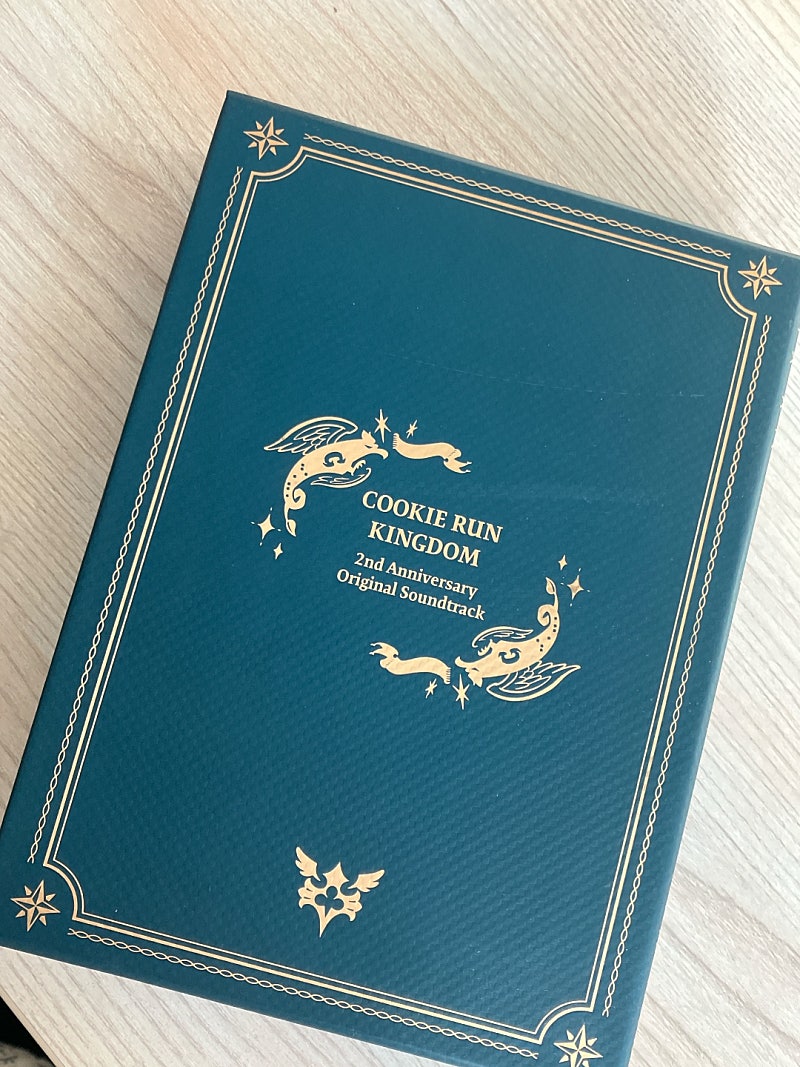 COOKIE RUN
KINGDOM
2nd Anniversary
Original Soundtrack